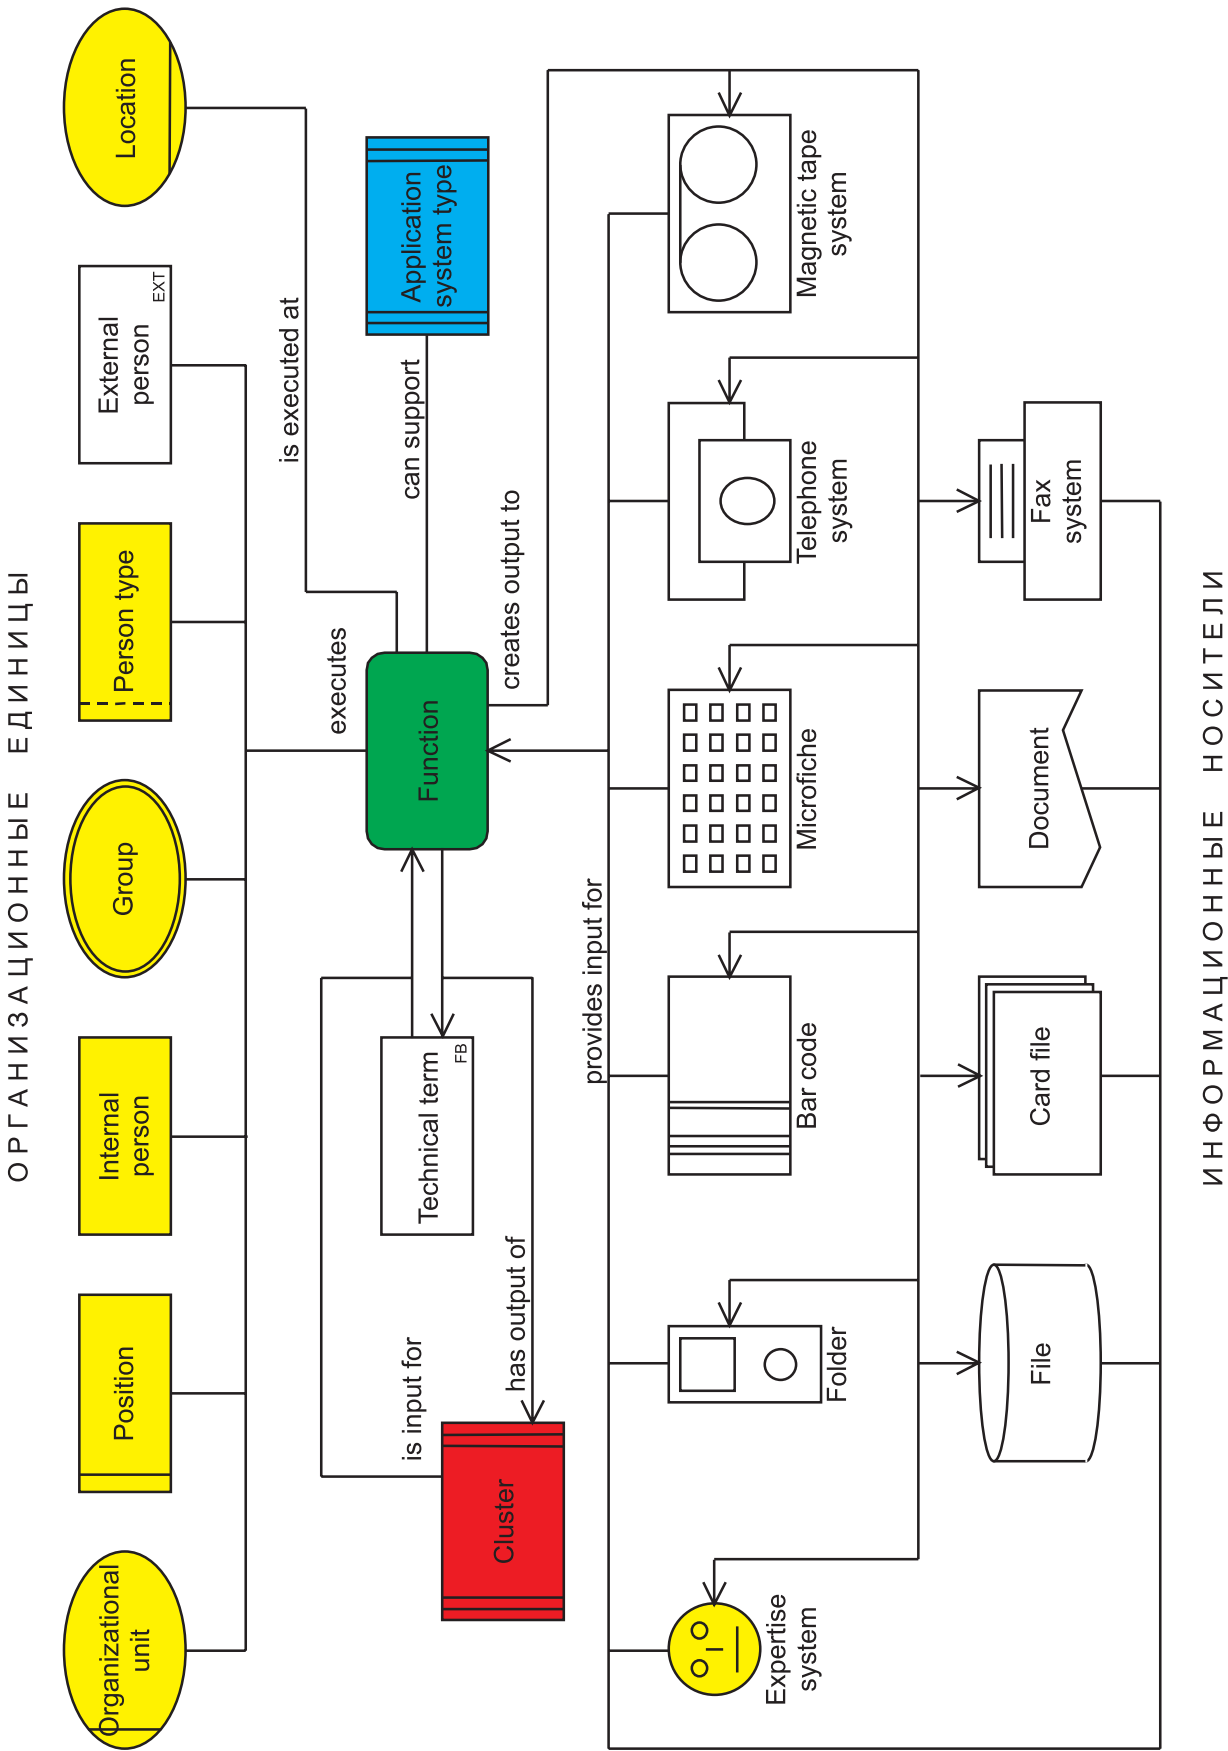 ОРГАНИЗАЦИОННЫЕ ЕДИНИЦЫ
Organizational
unit
Position
Internal
person
Group
Person type
External
person
EXT
Location
executes
is executed at
is input for
Technical term
FB
Function
can support
Application
system type
Cluster
has output of
creates output to
provides input for
Expertise
system
Folder
Bar code
Microfiche
Telephone
system
Magnetic tape
system
File
Card file
Document
Fax
system
ИНФОРМАЦИОННЫЕ НОСИТЕЛИ